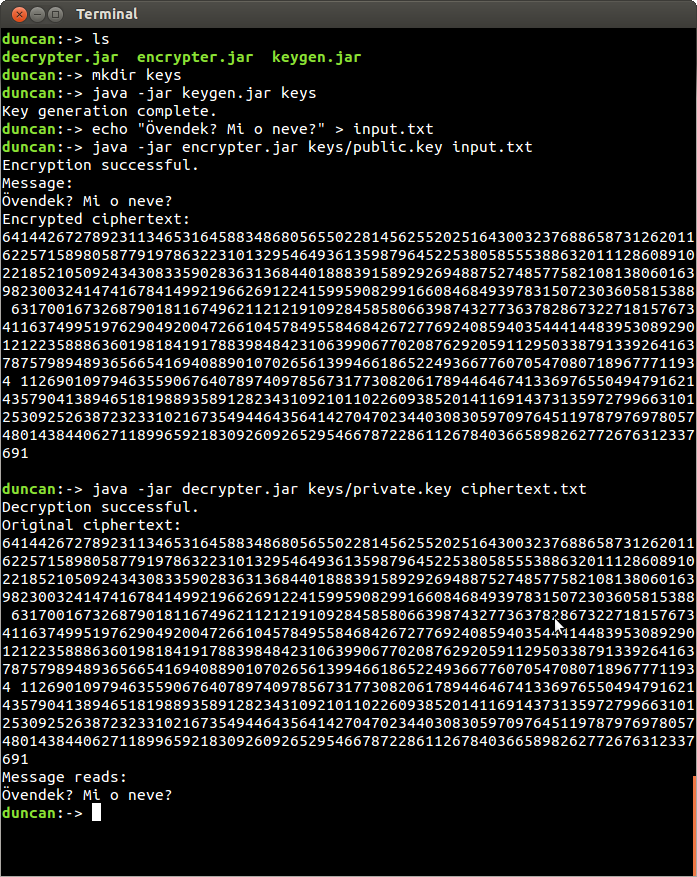 Terminal
duncan:-> ls
decrypter.jar  encrypter.jar  keygen.jar
duncan:-> mkdir keys
duncan:-> java -jar keygen.jar keys
Key generation complete.
duncan:-> echo "Övendek? Mi o neve?" > input.txt
duncan:-> java -jar encrypter.jar keys/public.key input.txt
Encryption successful.
Message:
Övendek? Mi o neve?
Encrypted ciphertext:
64144267278923113465316458834868056550228145625520251643003237688658731262011
62257158980587791978632231013295464936135987964522538058555388632011128608910
22185210509243430833590283631368440188839158929269488752748577582108138060163
98230032414741678414992196626912241599590829916608468493978315072303605815388
 6317001673268790181167496211212191092845858066398743277363782867322718157673
41163749951976290492004726610457849558468426727769240859403544414483953089290
12122358886360198184191788398484231063990677020876292059112950338791339264163
78757989489365665416940889010702656139946618652249366776070547080718967771193
4 112690109794635590676407897409785673177308206178944646741336976550494791621
43579041389465181988935891282343109210110226093852014116914373135972799663101
25309252638723233102167354944643564142704702344030830597097645119787976978057
48014384406271189965921830926092652954667872286112678403665898262772676312337
691
duncan:-> java -jar decrypter.jar keys/private.key ciphertext.txt
Decryption successful.
Original ciphertext:
64144267278923113465316458834868056550228145625520251643003237688658731262011
62257158980587791978632231013295464936135987964522538058555388632011128608910
22185210509243430833590283631368440188839158929269488752748577582108138060163
98230032414741678414992196626912241599590829916608468493978315072303605815388
 6317001673268790181167496211212191092845858066398743277363782867322718157673
41163749951976290492004726610457849558468426727769240859403544414483953089290
12122358886360198184191788398484231063990677020876292059112950338791339264163
78757989489365665416940889010702656139946618652249366776070547080718967771193
4 112690109794635590676407897409785673177308206178944646741336976550494791621
43579041389465181988935891282343109210110226093852014116914373135972799663101
25309252638723233102167354944643564142704702344030830597097645119787976978057
48014384406271189965921830926092652954667872286112678403665898262772676312337
691
Message reads:
Övendek? Mi o neve?
duncan:->